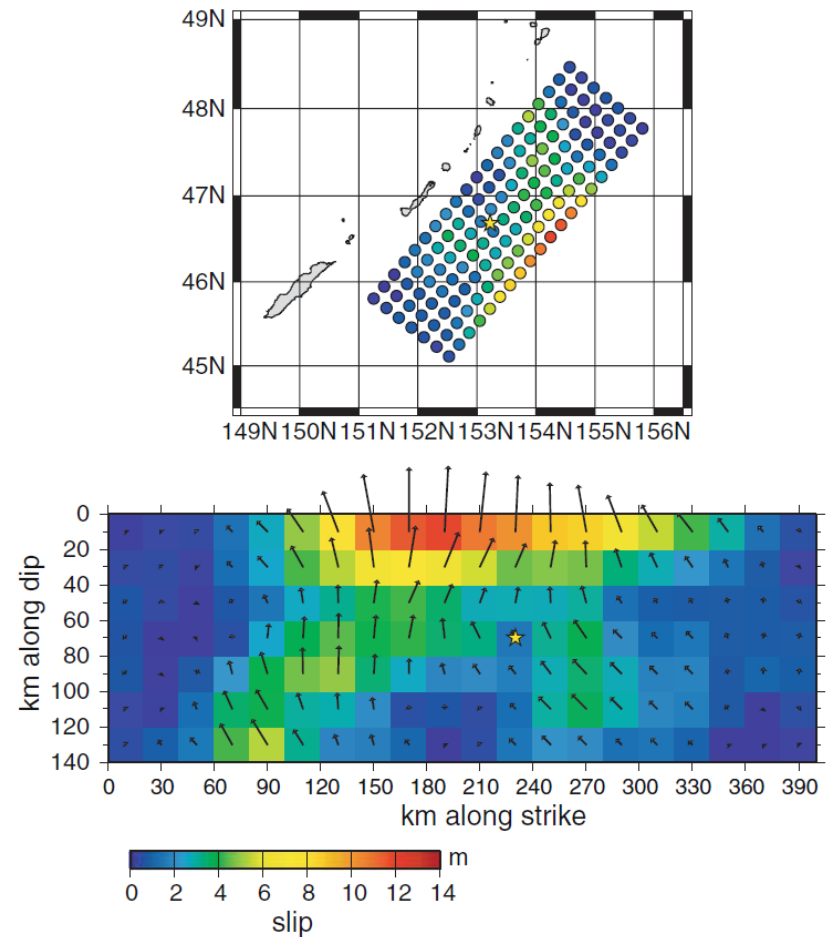 49N
48N
47N
46N
45N
149N 150N 151N 152N 153N 154N 155N 156N
0
20
40
60
80
100
120
140
km along dip
0 30 60 90 120 150 180 210 240 270 300 330 360 390
km along strike
m
0 2 4 6 8 10 12 14
slip